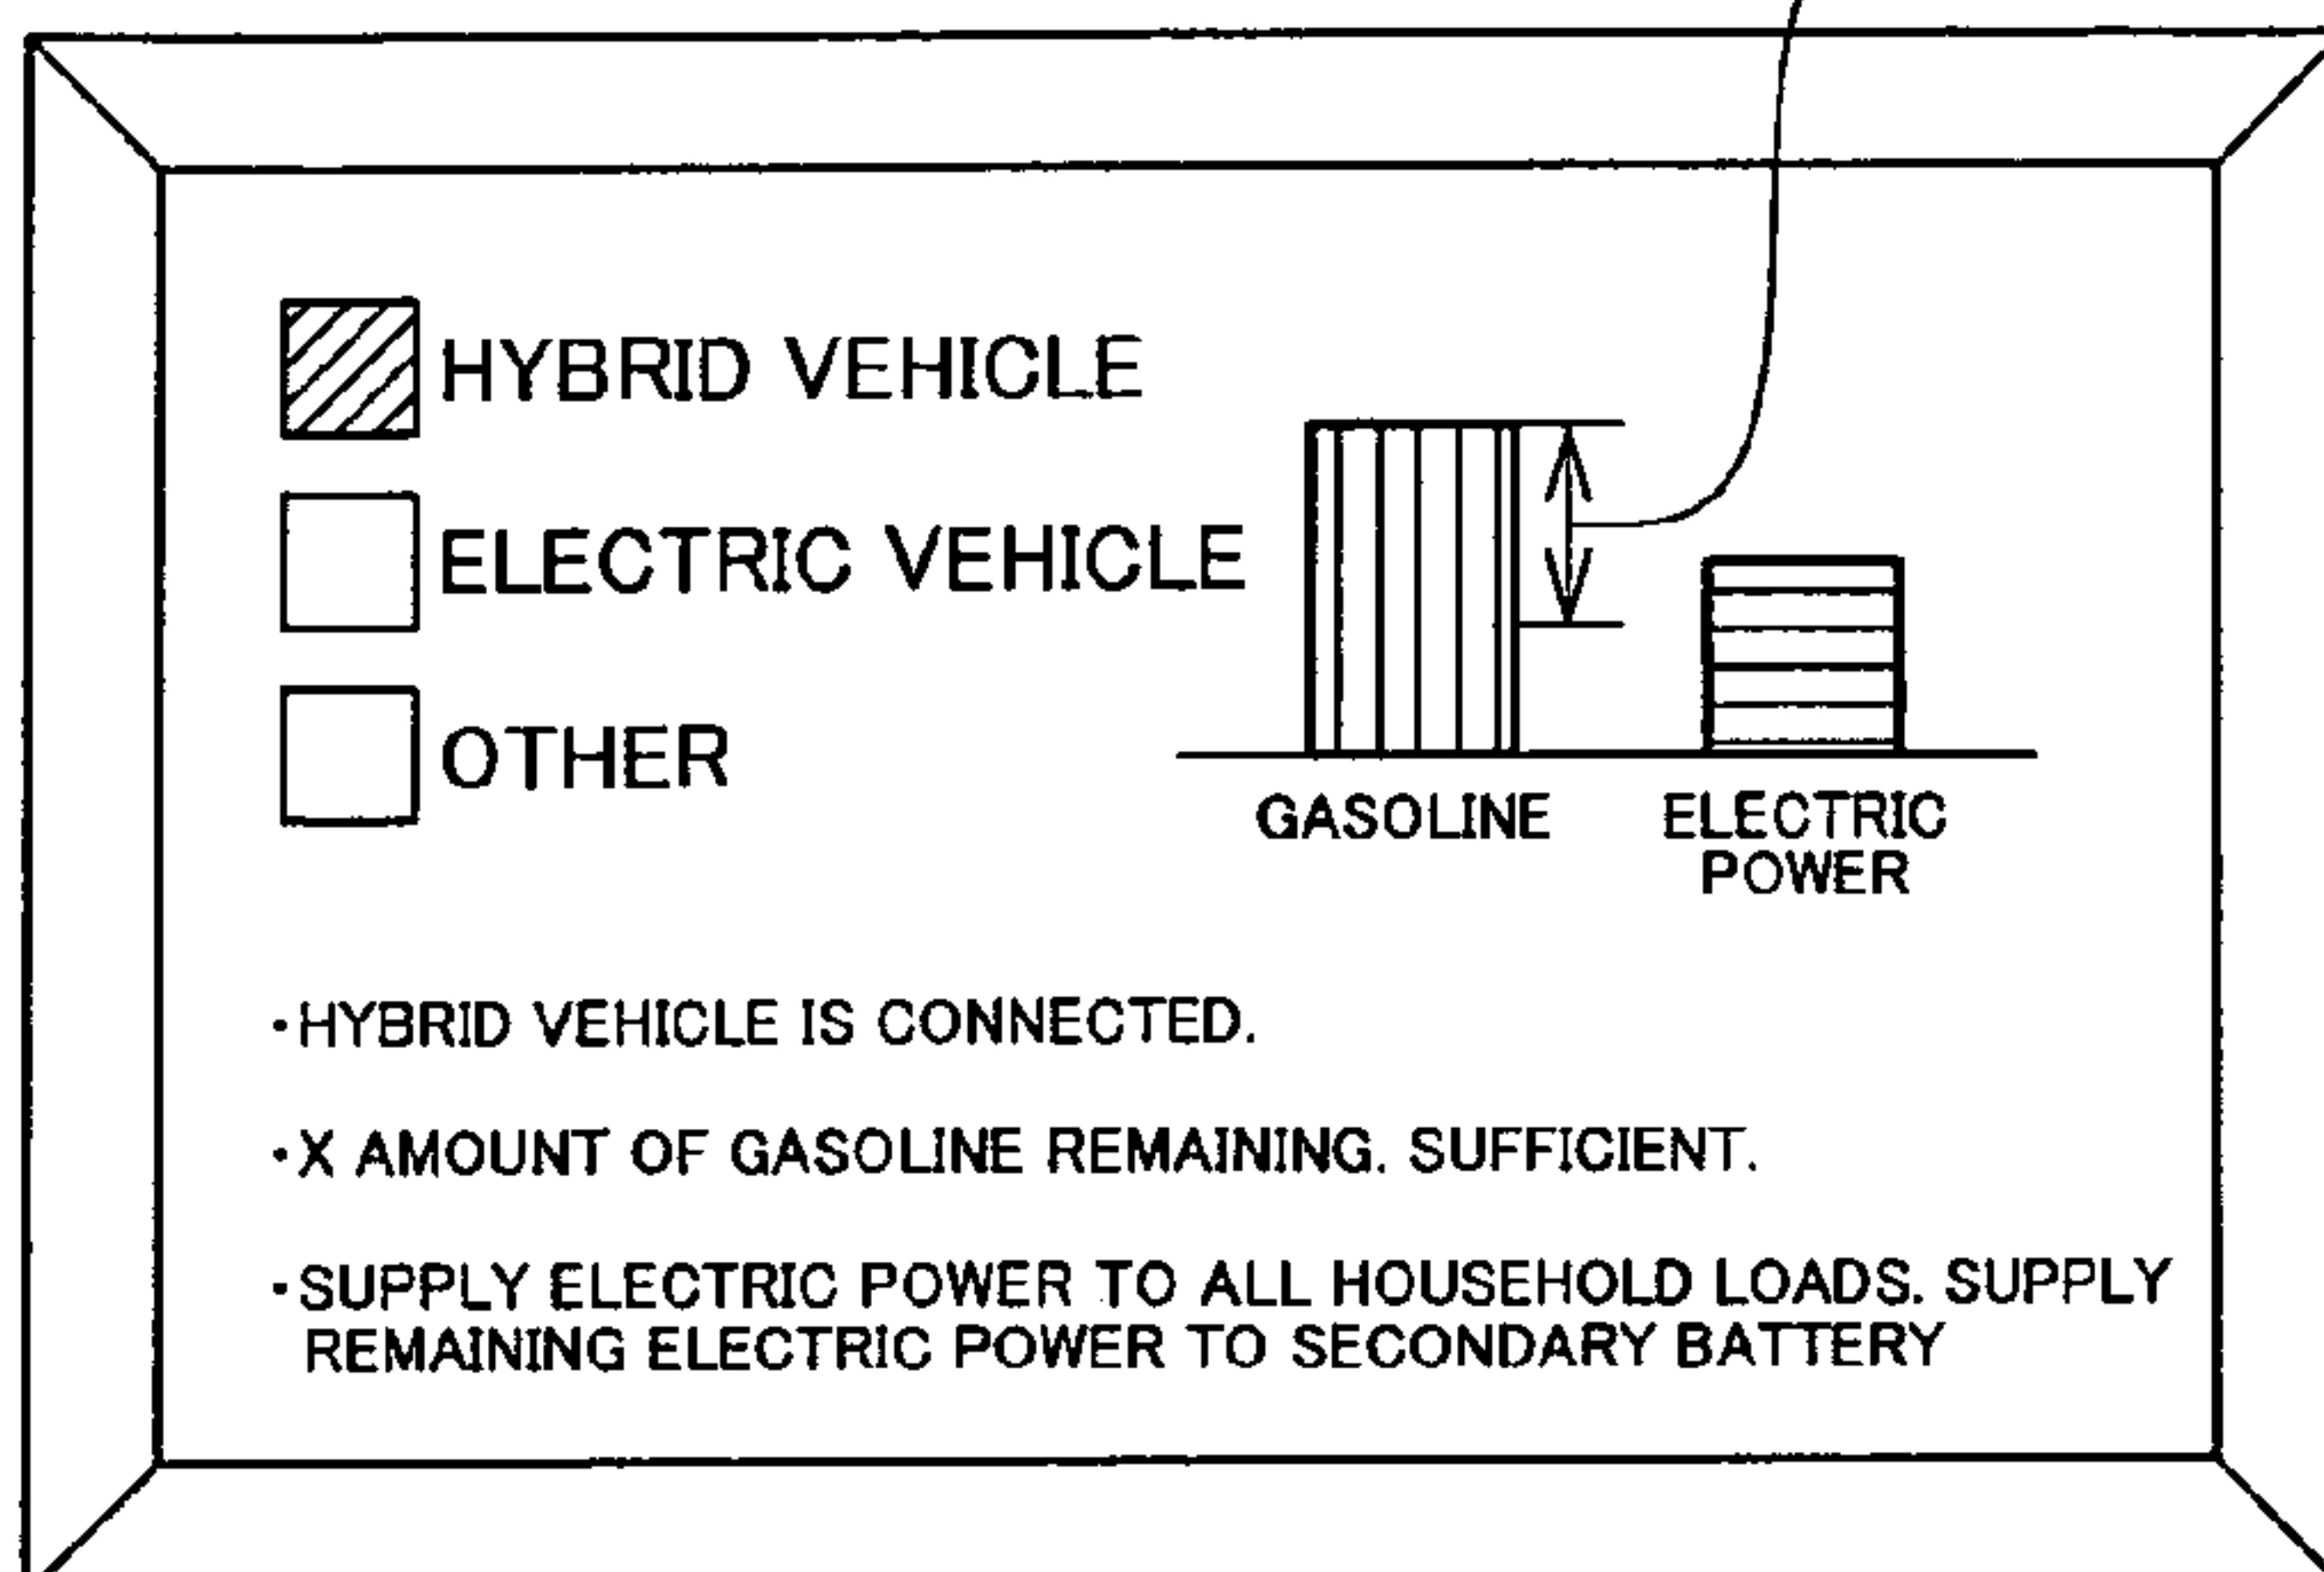 HYBRID VEHICLE
ELECTRIC VEHICLE
OTHER
GASOLINE
ELECTRIC
POWER
・HYBRID VEHICLE IS CONNECTED.
・X AMOUNT OF GASOLINE REMAINING. SUFFICIENT.
・SUPPLY ELECTRIC POWER TO ALL HOUSEHOLD LOADS. SUPPLY
REMAINING ELECTRIC POWER TO SECONDARY BATTERY